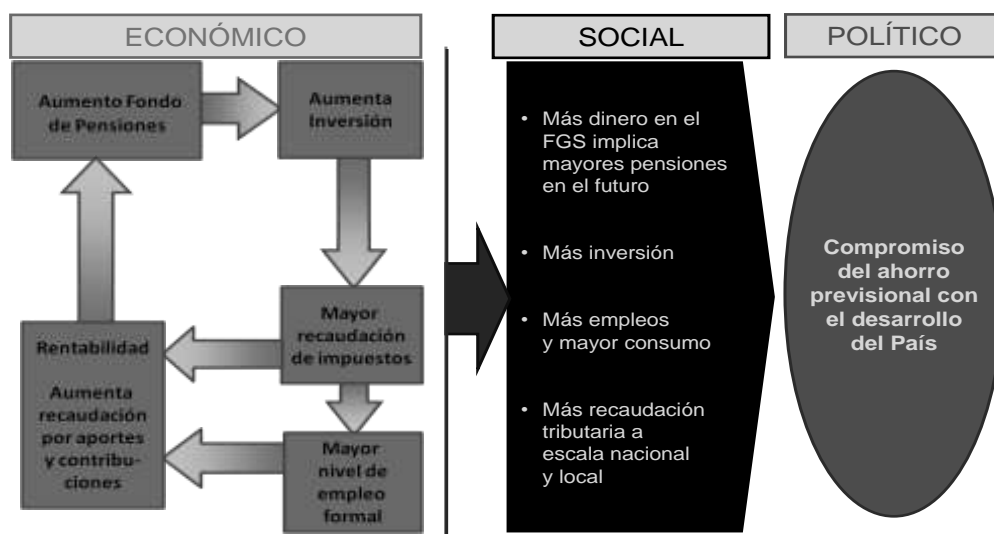 ECONÓMICO
Aumento Fondo
de Pensiones
Aumenta
Inversión
Mayor
recaudación
de impuestos
Rentabilidad
Aumenta
recaudación
por aportes
y contribu-
ciones
Mayor
nivel de
empleo
formal
SOCIAL
• Más dinero en el
FGS implica
mayores pensiones
en el futuro
• Más inversión
• Más empleos
y mayor consumo
• Más recaudación
tributaria a
escala nacional
y local
POLÍTICO
Compromiso
del ahorro
previsional con
el desarrollo
del País